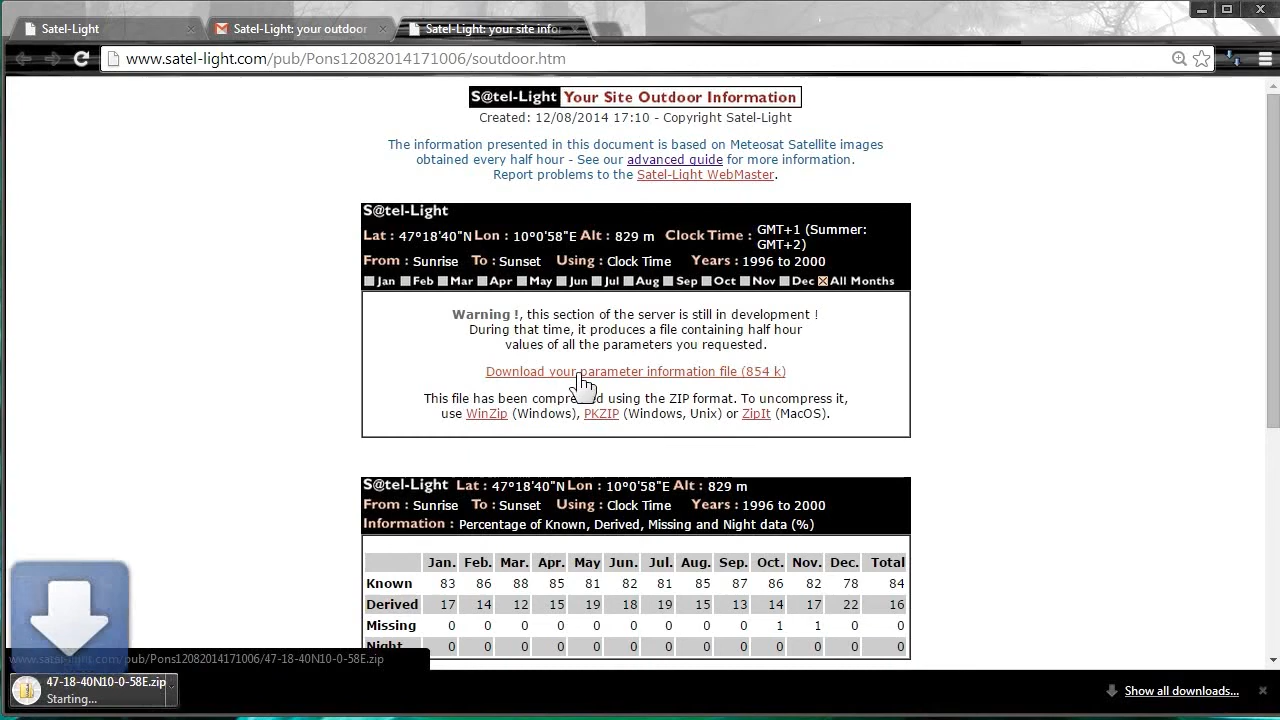 Satel-Light
Satel-Light: your outdoor
Satel-Light: your site info
www.satel-light.com/pub/Pons12082014171006/soutdoor.htm
S@tel-Light Your Site Outdoor Information
Created: 12/08/2014 17:10 - Copyright Satel-Light
The information presented in this document is based on Meteosat Satellite images
obtained every half hour - See our advanced guide for more information.
Report problems to the Satel-Light WebMaster.
S@tel-Light
Lat : 47°18'40"N Lon : 10°0'58"E Alt : 829 m Clock Time : GMT+1 (Summer:
GMT+2)
From : Sunrise To : Sunset Using : Clock Time Years : 1996 to 2000
Jan Feb Mar Apr May Jun Jul Aug Sep Oct Nov Dec All Months
Warning !, this section of the server is still in development !
During that time, it produces a file containing half hour
values of all the parameters you requested.
Download your parameter information file (854 k)
This file has been compressed using the ZIP format. To uncompress it,
use WinZip (Windows), PKZIP (Windows, Unix) or ZipIt (MacOS).
S@tel-Light Lat : 47°18'40"N Lon : 10°0'58"E Alt : 829 m
From : Sunrise To : Sunset Using : Clock Time Years : 1996 to 2000
Information : Percentage of Known, Derived, Missing and Night data (%)
Jan. Feb. Mar. Apr. May Jun. Jul. Aug. Sep. Oct. Nov. Dec. Total
Known 83 86 88 85 81 82 81 85 87 86 82 78 84
Derived 17 14 12 15 19 18 19 15 13 14 17 22 16
Missing 0 0 0 0 0 0 0 0 0 1 1 0 0
Night 0 0 0 0 0 0 0 0 0 0 0 0 0
www.satel-light.com/pub/Pons12082014171006/47-18-40N10-0-58E.zip
47-18-40N10-0-58E.zip
Starting...
Show all downloads...